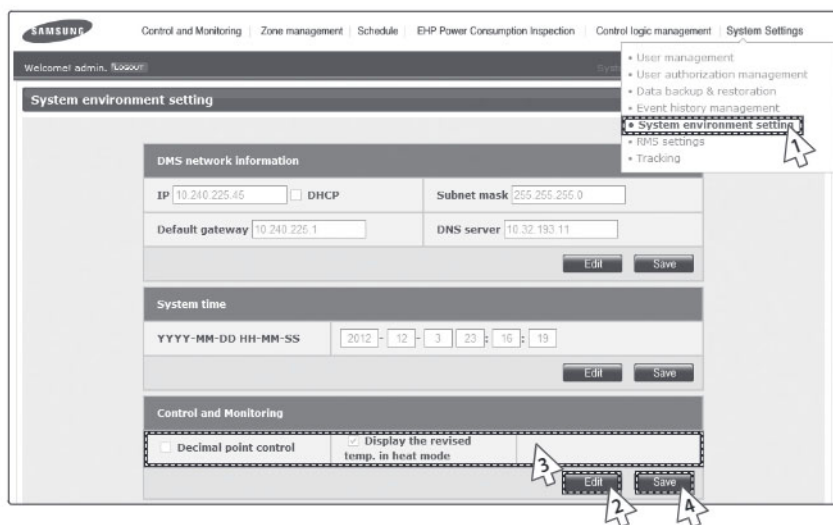 SAMSUNG
Control and Monitoring | Zone management | Schedule | EHP Power Consumption Inspection | Control logic management | System Settings
Welcome! admin. LOGOUT
• User management
• User authorization management
• Data backup & restoration
• Event history management
• System environment setting
• RMS settings
• Tracking
1
System environment setting
DMS network information
IP 10.240.225.45 DHCP Subnet mask 255.255.255.0
Default gateway 10.240.225.1 DNS server 10.32.193.11
Edit Save
System time
YYYY-MM-DD HH-MM-SS 2012 - 12 - 3 23 : 16 : 19
Edit Save
Control and Monitoring
Decimal point control Display the revised
temp. in heat mode
3
Edit Save
2 4